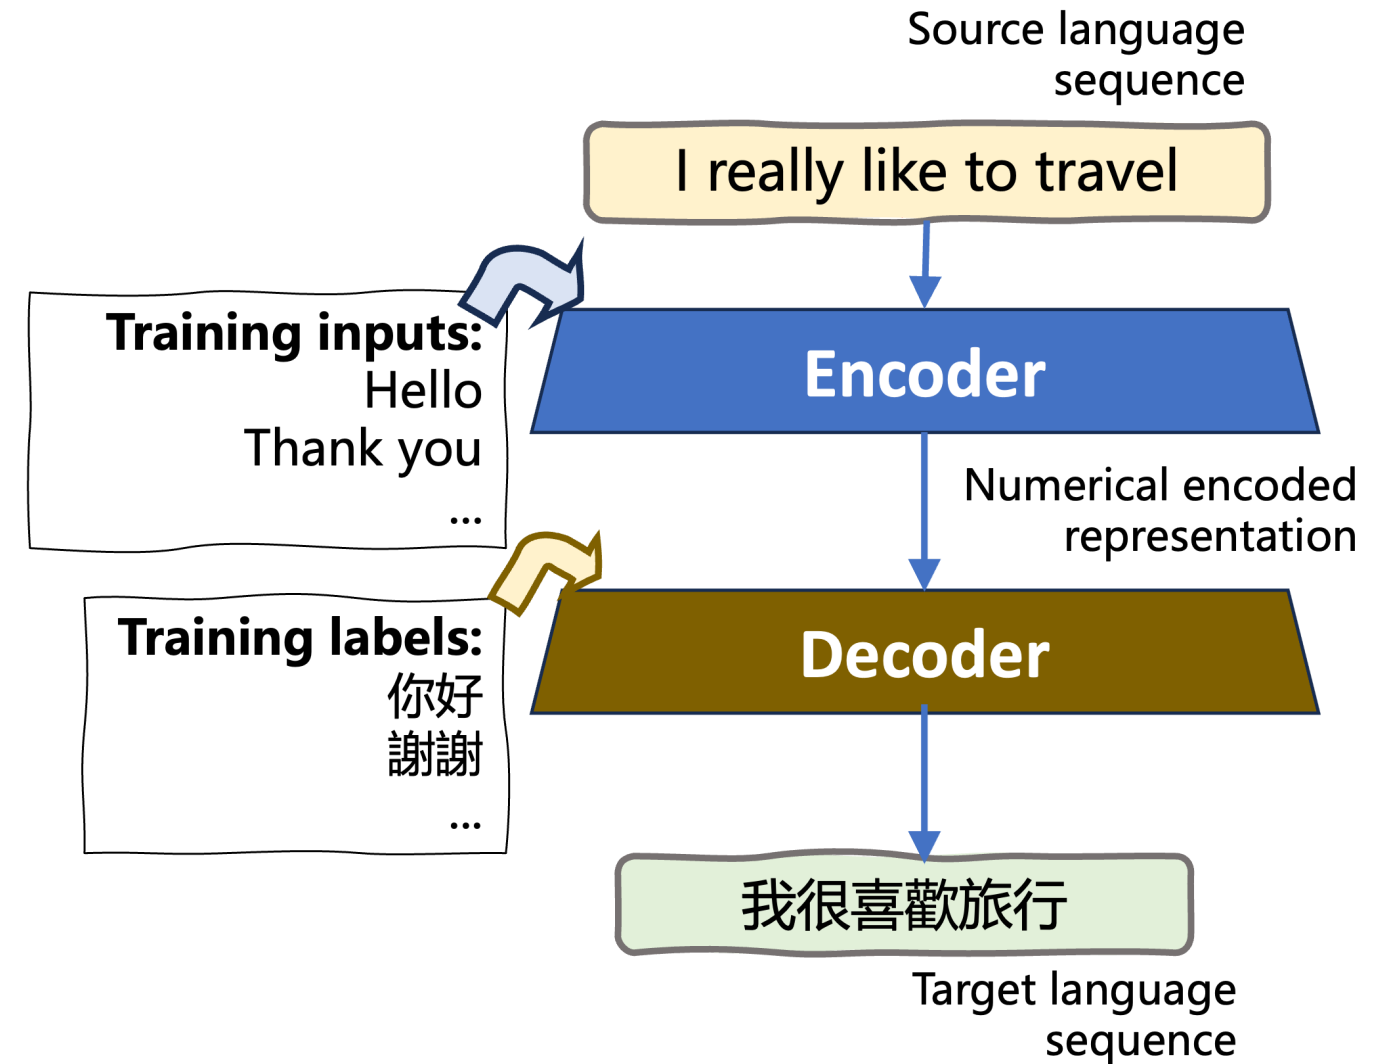 Source language
sequence
I really like to travel
Training inputs:
Hello
Thank you
...
Encoder
Numerical encoded
representation
Training labels:
你好
謝謝
...
Decoder
我很喜歡旅行
Target language
sequence